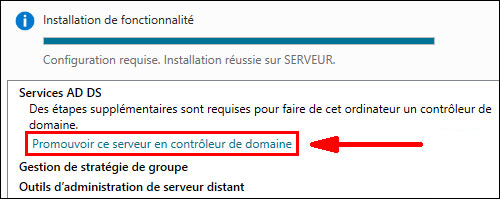 Installation de fonctionnalité
Configuration requise. Installation réussie sur SERVEUR.
Services AD DS
Des étapes supplémentaires sont requises pour faire de cet ordinateur un contrôleur de
domaine.
Promouvoir ce serveur en contrôleur de domaine
Gestion de stratégie de groupe
Outils d’administration de serveur distant